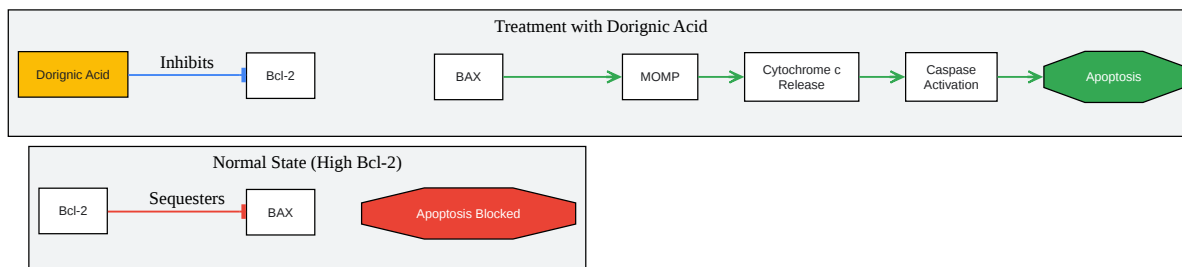 Treatment with Dorignic Acid
Dorignic Acid
Inhibits
Bcl-2
BAX
MOMP
Cytochrome c
Release
Caspase
Activation
Apoptosis
Normal State (High Bcl-2)
Bcl-2
Sequesters
BAX
Apoptosis Blocked